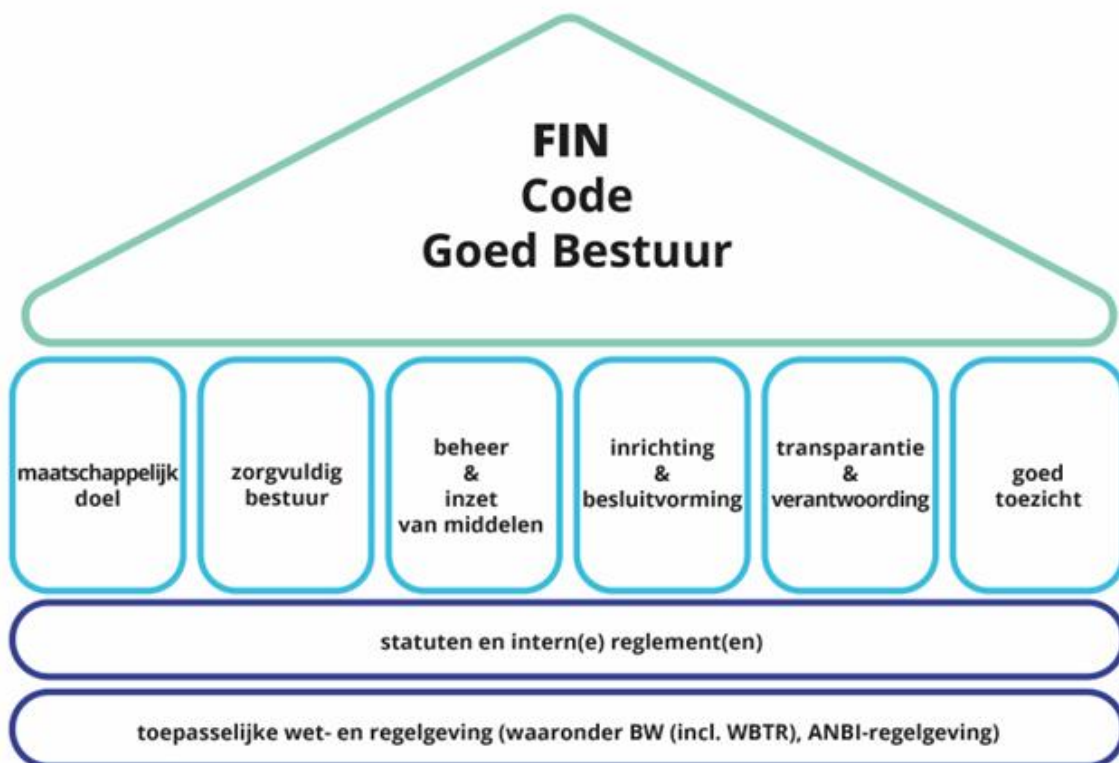 FIN
Code
Goed Bestuur
maatschappelijk
doel
zorgvuldig
bestuur
beheer
&
inzet
van middelen
inrichting
&
besluitvorming
transparantie
&
verantwoording
goed
toezicht
statuten en intern(e) reglement(en)
toepasselijke wet- en regelgeving (waaronder BW (incl. WBTR), ANBI-regelgeving)